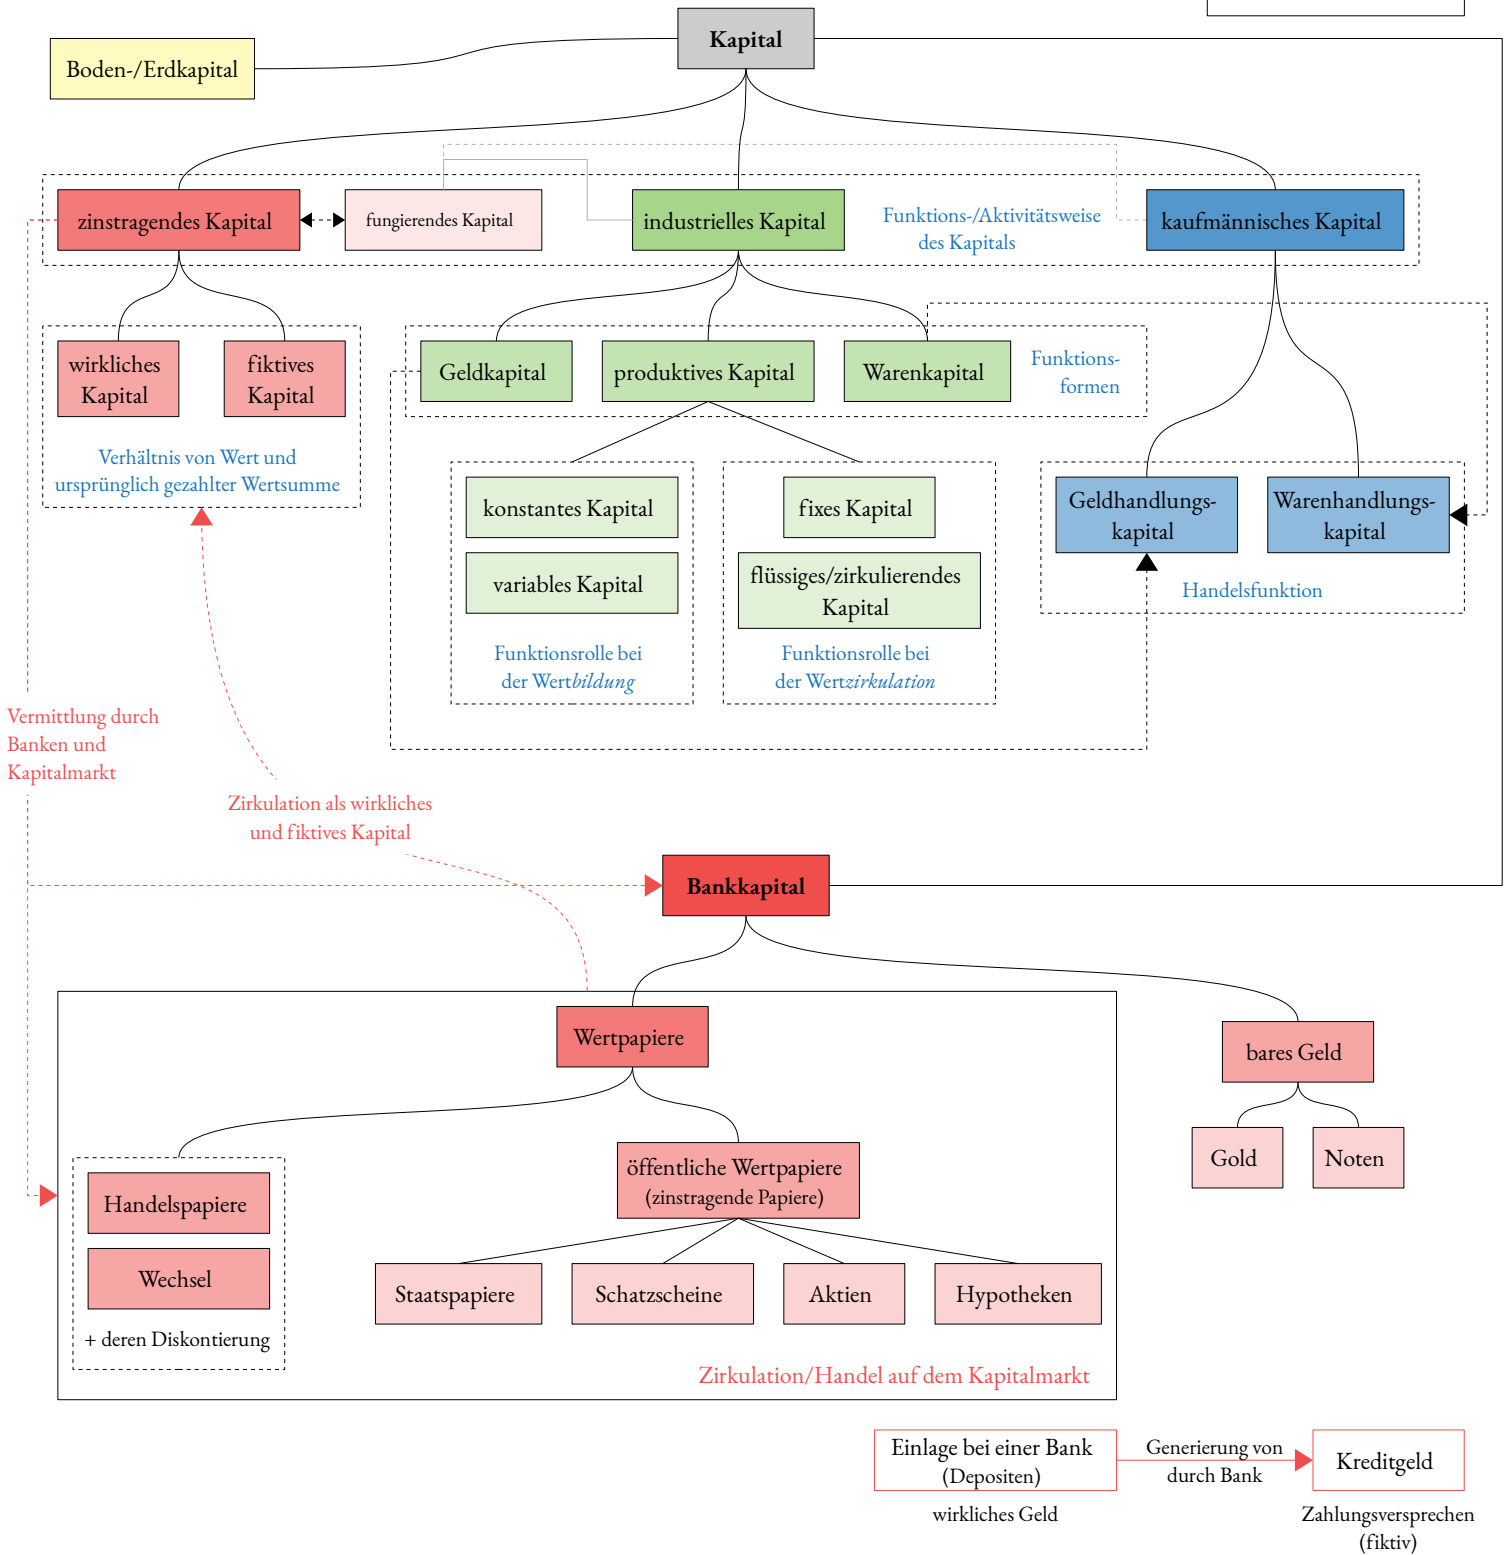 Kapital
Boden-/Erdkapital
zinstragendes Kapital
fungierendes Kapital
industrielles Kapital
Funktions-/Aktivitätsweise
des Kapitals
kaufmännisches Kapital
wirkliches
Kapital
fiktives
Kapital
Verhältnis von Wert und
ursprünglich gezahlter Wertsumme
Geldkapital
produktives Kapital
Warenkapital
Funktions-
formen
konstantes Kapital
variables Kapital
Funktionsrolle bei
der Wertbildung
fixes Kapital
flüssiges/zirkulierendes
Kapital
Funktionsrolle bei
der Wertzirkulation
Geldhandlungs-
kapital
Warenhandlungs-
kapital
Handelsfunktion
Vermittlung durch
Banken und
Kapitalmarkt
Zirkulation als wirkliches
und fiktives Kapital
Bankkapital
Wertpapiere
bares Geld
Gold
Noten
Handelspapiere
Wechsel
+ deren Diskontierung
öffentliche Wertpapiere
(zinstragende Papiere)
Staatspapiere
Schatzscheine
Aktien
Hypotheken
Zirkulation/Handel auf dem Kapitalmarkt
Einlage bei einer Bank
(Depositen)
wirkliches Geld
Generierung von
durch Bank
Kreditgeld
Zahlungsversprechen
(fiktiv)